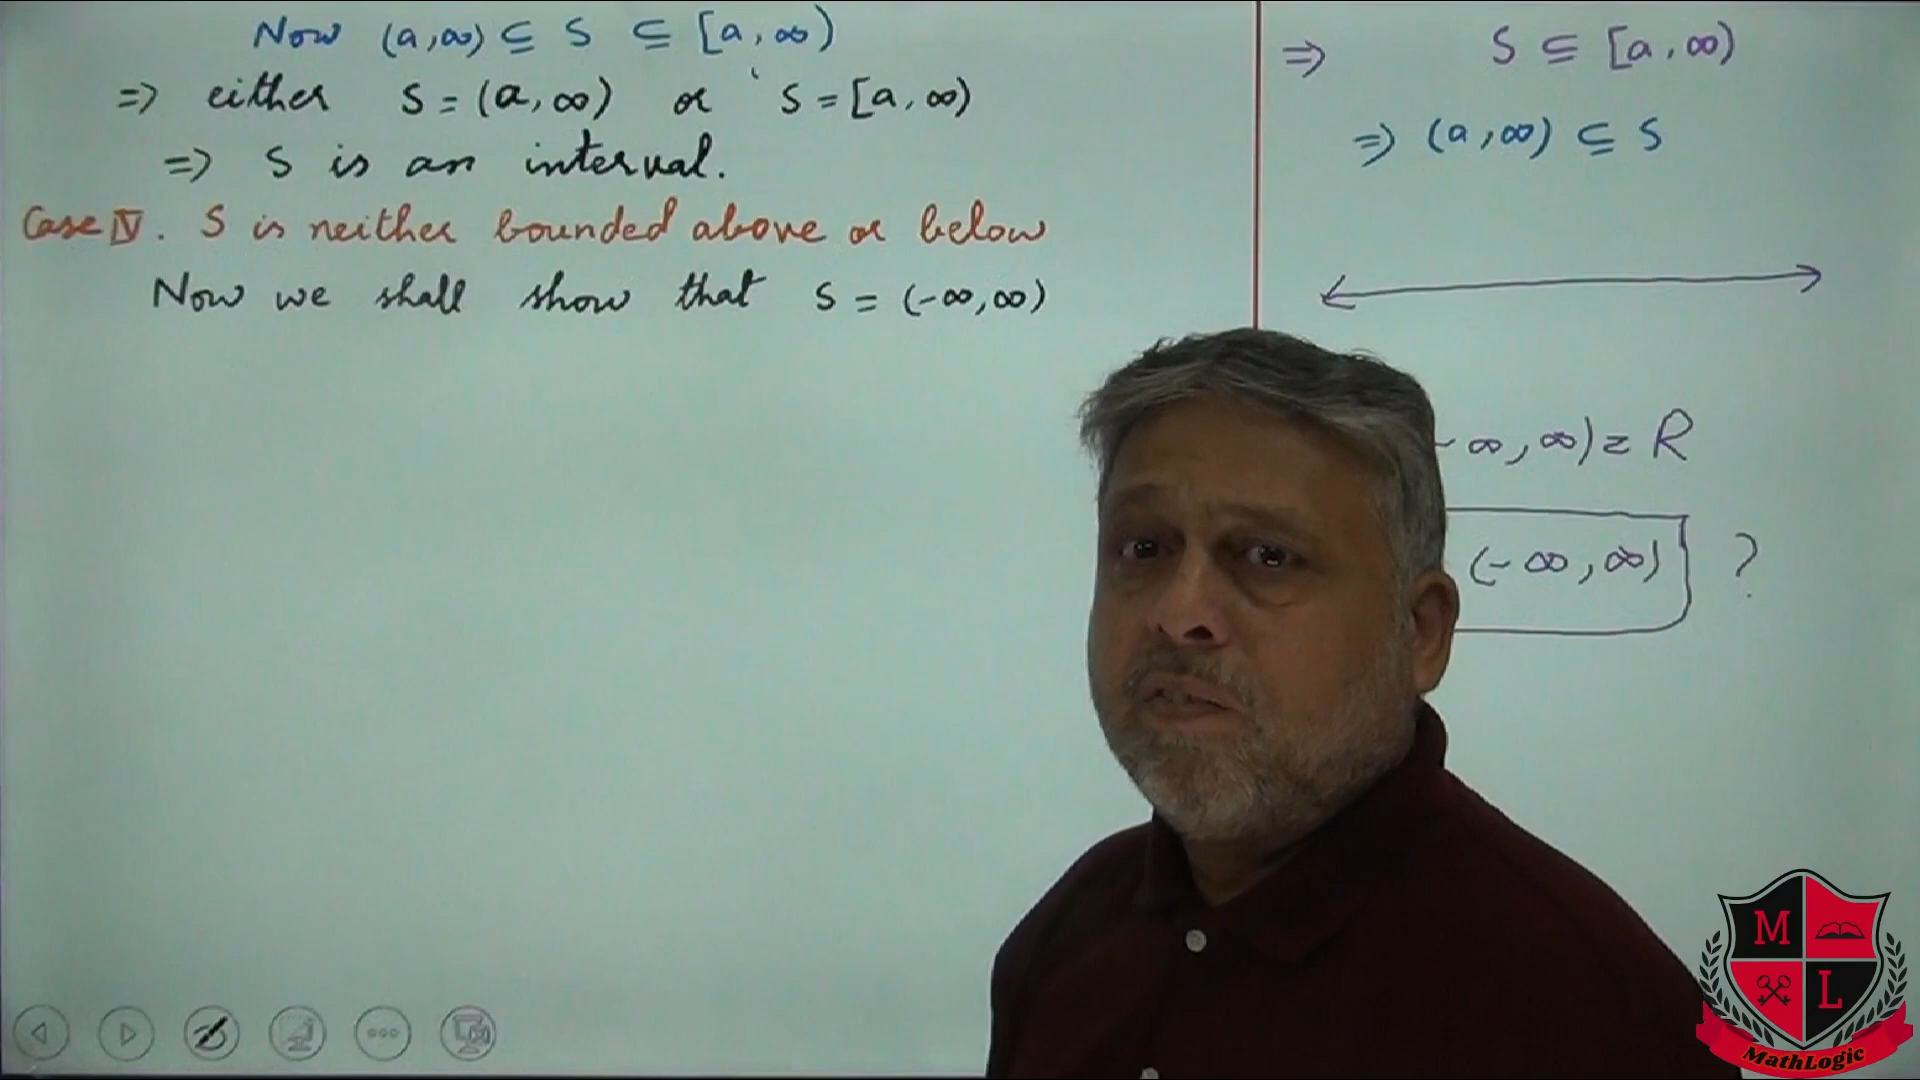 Now (a,∞) ⊆ S ⊆ [a,∞)
⇒ either S = (a,∞) or S = [a,∞)
⇒ S is an interval.
Case IV. S is neither bounded above or below
Now we shall show that S = (-∞,∞)
⇒ S ⊆ [a,∞)
⇒ (a,∞) ⊆ S
-∞,∞) = R
(-∞,∞) ?
M L
MathLogic